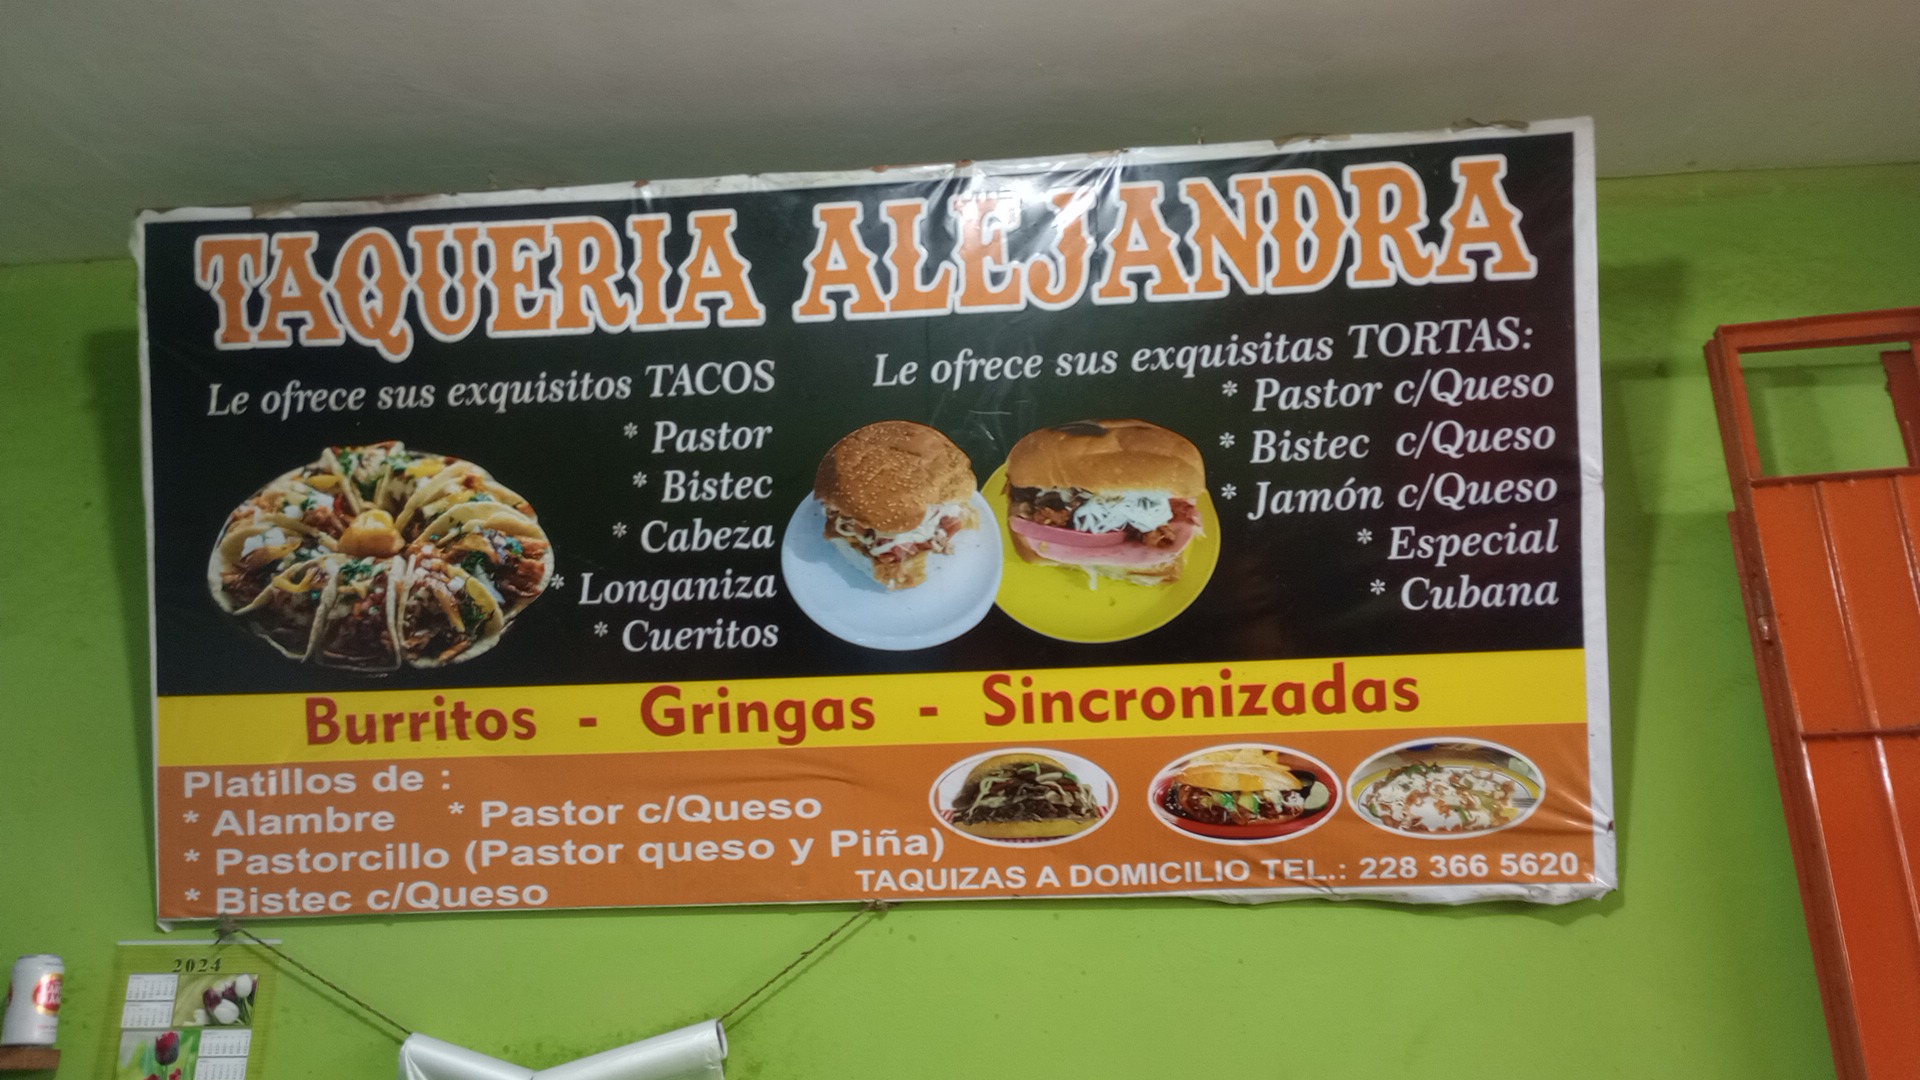 TAQUERIA ALEJANDRA
Le ofrece sus exquisitos TACOS
* Pastor
* Bistec
* Cabeza
* Longaniza
* Cueritos
Le ofrece sus exquisitas TORTAS:
* Pastor c/Queso
* Bistec c/Queso
* Jamón c/Queso
* Especial
* Cubana
Burritos - Gringas - Sincronizadas
Platillos de :
* Alambre * Pastor c/Queso
* Pastorcillo (Pastor queso y Piña)
* Bistec c/Queso
TAQUIZAS A DOMICILIO TEL.: 228 366 5620
2024